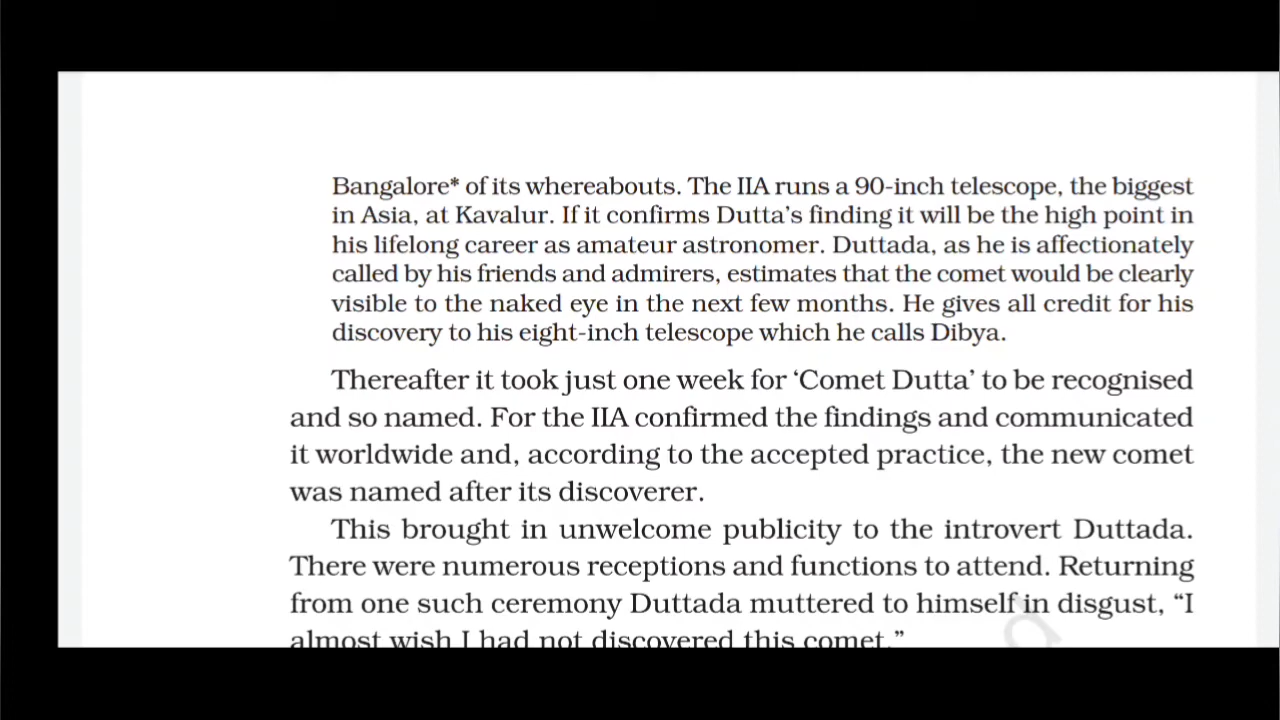 Bangalore* of its whereabouts. The IIA runs a 90-inch telescope, the biggest
in Asia, at Kavalur. If it confirms Dutta's finding it will be the high point in
his lifelong career as amateur astronomer. Duttada, as he is affectionately
called by his friends and admirers, estimates that the comet would be clearly
visible to the naked eye in the next few months. He gives all credit for his
discovery to his eight-inch telescope which he calls Dibya.
Thereafter it took just one week for ‘Comet Dutta’ to be recognised
and so named. For the IIA confirmed the findings and communicated
it worldwide and, according to the accepted practice, the new comet
was named after its discoverer.
This brought in unwelcome publicity to the introvert Duttada.
There were numerous receptions and functions to attend. Returning
from one such ceremony Duttada muttered to himself in disgust, “I
almost wish I had not discovered this comet.”